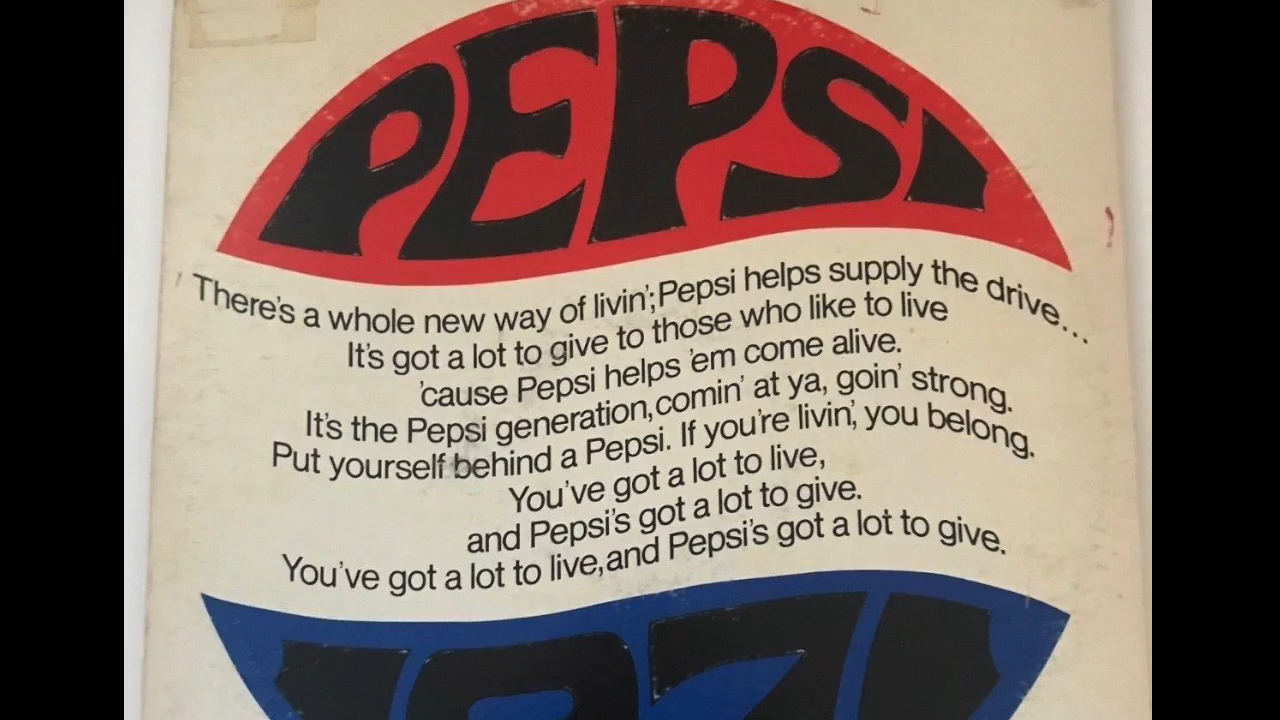 PEPSI
There's a whole new way of livin'; Pepsi helps supply the drive...
It's got a lot to give to those who like to live
'cause Pepsi helps 'em come alive.
It's the Pepsi generation, comin' at ya, goin' strong.
Put yourself behind a Pepsi. If you're livin', you belong.
You've got a lot to live,
and Pepsi's got a lot to give.
You've got a lot to live, and Pepsi's got a lot to give.
1971